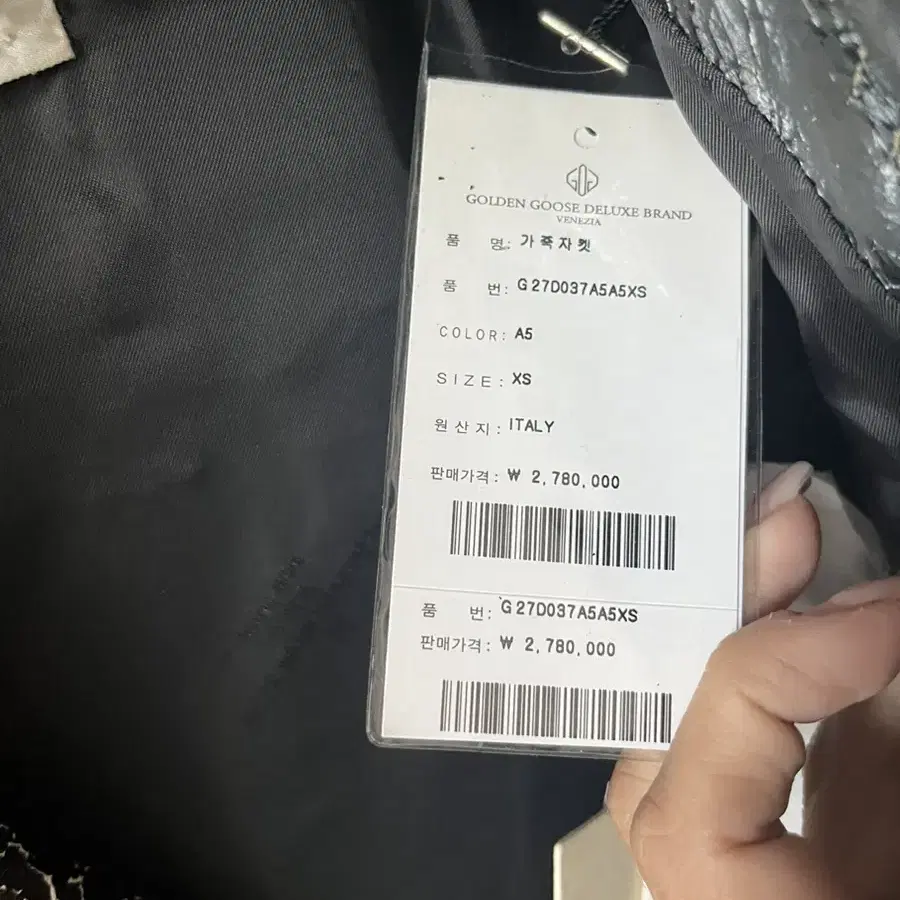 GOLDEN GOOSE DELUXE BRAND
VENEZIA
품 명: 가죽자켓
품 번: G27D037A5A5XS
COLOR: A5
SIZE: XS
원산지: ITALY
판매가격: ₩ 2,780,000
품 번: G27D037A5A5XS
판매가격: ₩ 2,780,000